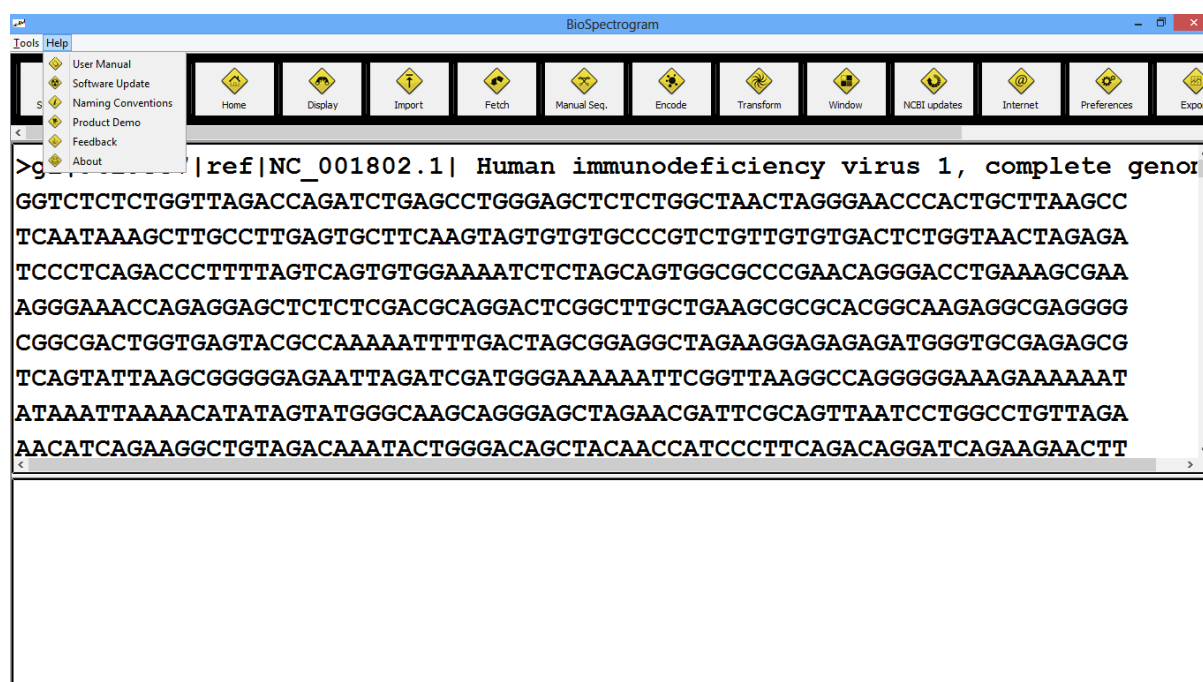 BioSpectrogram
Tools Help
User Manual
Software Update
Naming Conventions
Product Demo
Feedback
About
S
Home
Display
Import
Fetch
Manual Seq.
Encode
Transform
Window
NCBI updates
Internet
Preferences
Expor
|ref|NC_001802.1| Human immunodeficiency virus 1, complete genom
GGTCTCTCTGGTTAGACCAGATCTGAGCCTGGGAGCTCTCTGGCTAACTAGGGAACCCACTGCTTAAGCC
TCAATAAAGCTTGCCTTGAGTGCTTCAAGTAGTGTGTGCCCGTCTGTTGTGTGACTCTGGTAACTAGAGA
TCCCTCAGACCCTTTTAGTCAGTGTGGAAAATCTCTAGCAGTGGCGCCCGAACAGGGACCTGAAAGCGAA
AGGGAAACCAGAGGAGCTCTCTCGACGCAGGACTCGGCTTGCTGAAGCGCGCACGGCAAGAGGCGAGGGG
CGGCGACTGGTGAGTACGCCAAAAATTTTGACTAGCGGAGGCTAGAAGGAGAGAGATGGGTGCGAGAGCG
TCAGTATTAAGCGGGGGAGAATTAGATCGATGGGAAAAAATTCGGTTAAGGCCAGGGGGAAAGAAAAAAT
ATAAATTAAAACATATAGTATGGGCAAGCAGGGAGCTAGAACGATTCGCAGTTAATCCTGGCCTGTTAGA
AACATCAGAAGGCTGTAGACAAATACTGGGACAGCTACAACCATCCCTTCAGACAGGATCAGAAGAACTT